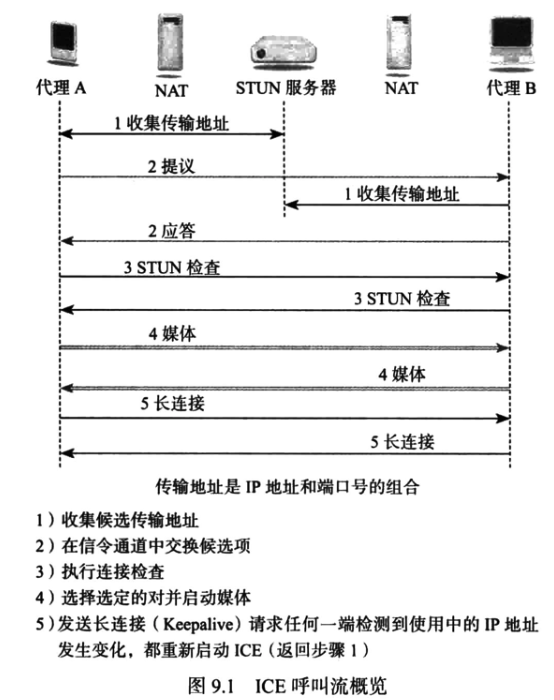 代理A NAT STUN 服务器 NAT 代理B
1 收集传输地址
2 提议
1 收集传输地址
2 应答
3 STUN 检查
3 STUN 检查
4 媒体
4 媒体
5 长连接
5 长连接
传输地址是 IP 地址和端口号的组合
1）收集候选传输地址
2）在信令通道中交换候选项
3）执行连接检查
4）选择选定的对并启动媒体
5）发送长连接（Keepalive）请求任何一端检测到使用中的 IP 地址
发生变化，都重新启动 ICE（返回步骤 1）
图 9.1 ICE 呼叫流概览